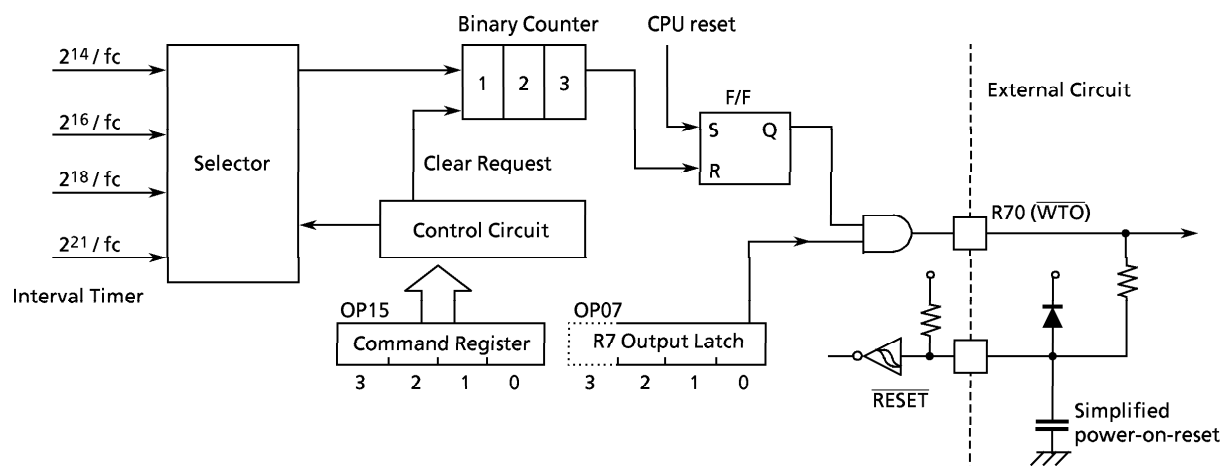 Binary Counter
CPU reset
2¹⁴ / fc
2¹⁶ / fc
2¹⁸ / fc
2²¹ / fc
Interval Timer
Selector
1 2 3
Clear Request
Control Circuit
F/F
S Q
R
External Circuit
R70 (W̅T̅O̅)
OP15
Command Register
3 2 1 0
OP07
R7 Output Latch
3 2 1 0
R̅E̅S̅E̅T̅
Simplified
power-on-reset